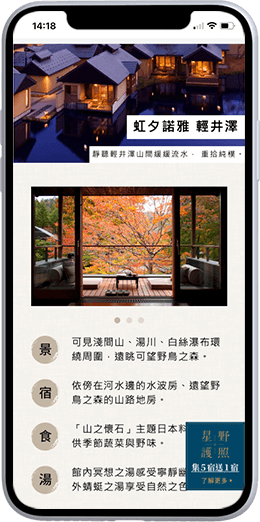 14:18
虹夕諾雅 輕井澤
靜聽輕井澤山間緩緩流水，重拾純樸。
景
可見淺間山、湯川、白絲瀑布環
繞周圍，遠眺可望野鳥之森。
宿
依傍在河水邊的水波房、遠望野
鳥之森的山路地房。
食
「山之懷石」主題日本料
供季節蔬菜與野味。
湯
館內冥想之湯感受寧靜
外蜻蜓之湯享受自然之
星野
護照
集5宿送1宿
了解更多